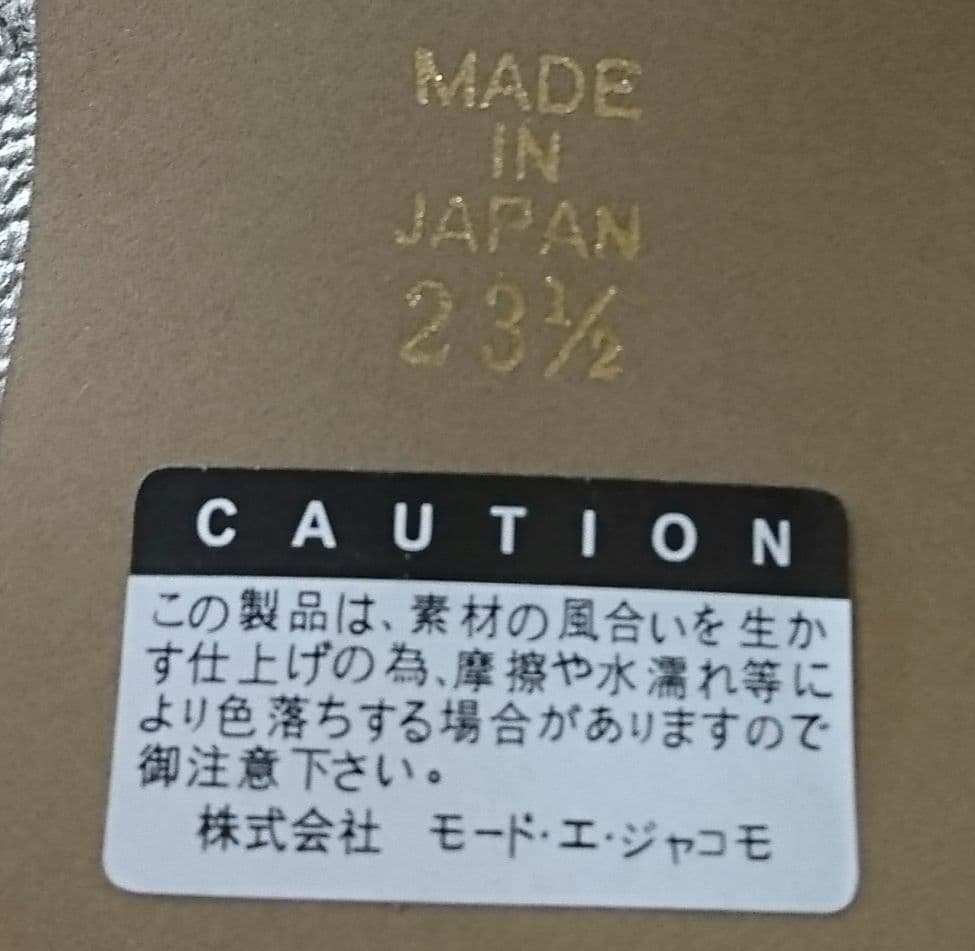 MADE
IN
JAPAN
23½
CAUTION
この製品は、素材の風合いを生か
す仕上げの為、摩擦や水濡れ等に
より色落ちする場合がありますので
御注意下さい。
株式会社　モード・エ・ジャコモ